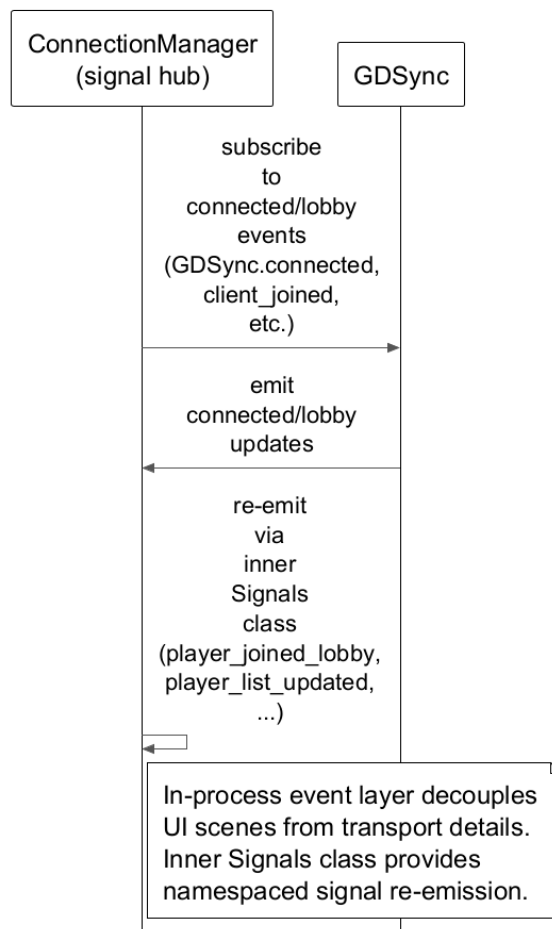 ConnectionManager
(signal hub)
GDSync
subscribe
to
connected/lobby
events
(GDSync.connected,
client_joined,
etc.)
emit
connected/lobby
updates
re-emit
via
inner
Signals
class
(player_joined_lobby,
player_list_updated,
...)
In-process event layer decouples
UI scenes from transport details.
Inner Signals class provides
namespaced signal re-emission.